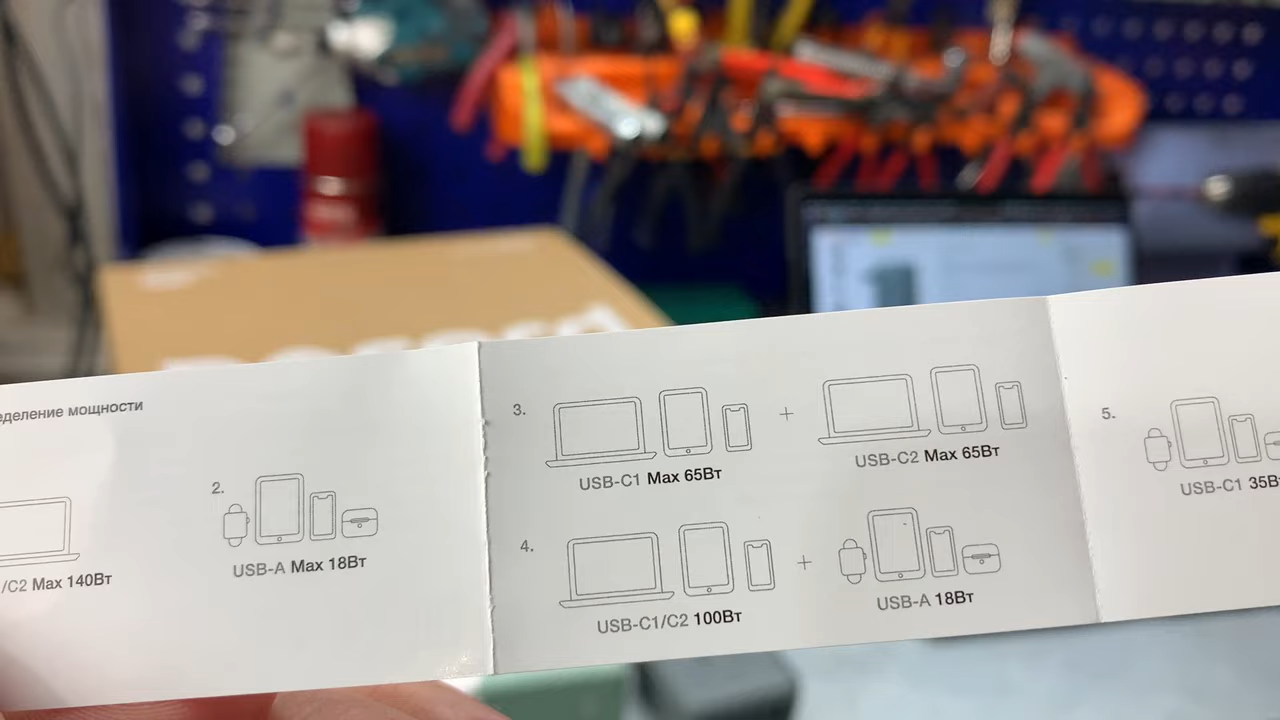 еделение мощности
/C2 Max 140Вт
2.
USB-A Max 18Вт
3.
+
USB-C1 Max 65Вт
USB-C2 Max 65Вт
4.
+
USB-C1/C2 100Вт
USB-A 18Вт
5.
USB-C1 35Вт